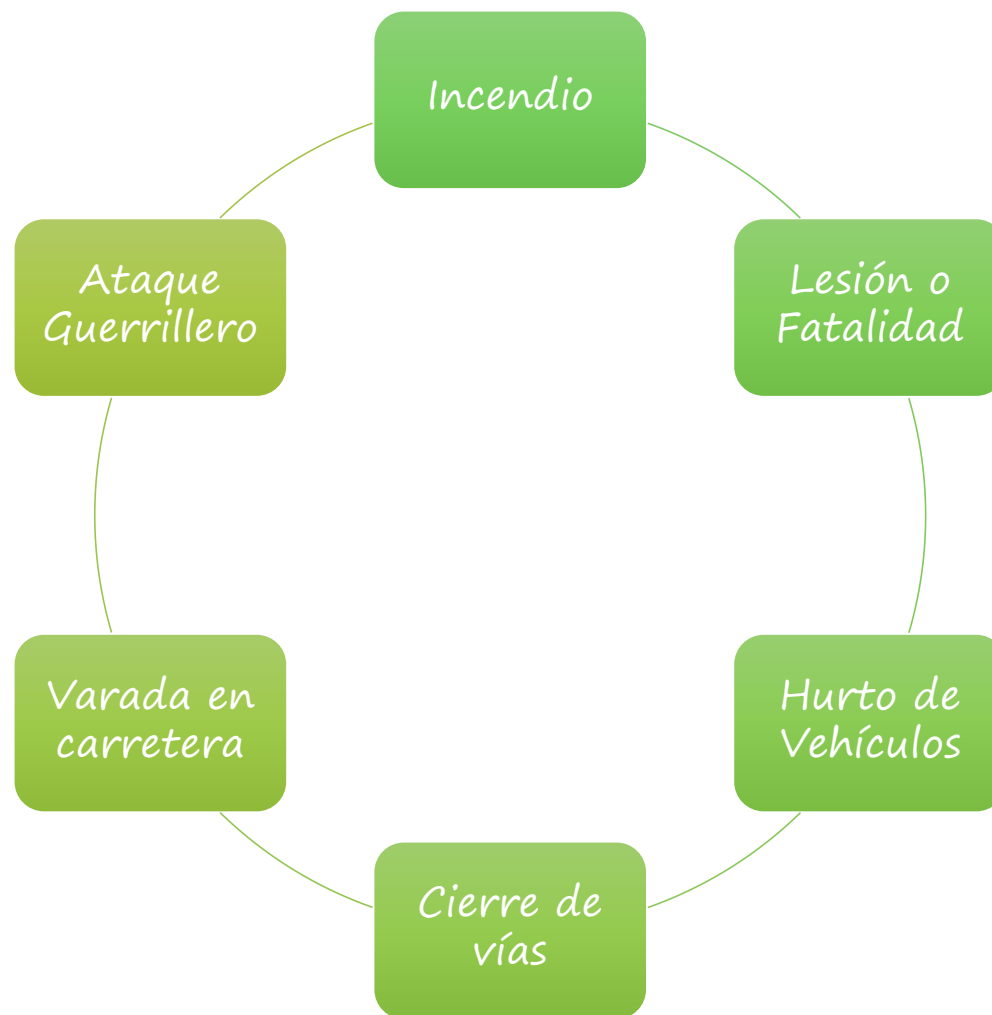 Incendio
Lesión o
Fatalidad
Hurto de
Vehículos
Cierre de
vías
Varada en
carretera
Ataque
Guerrillero